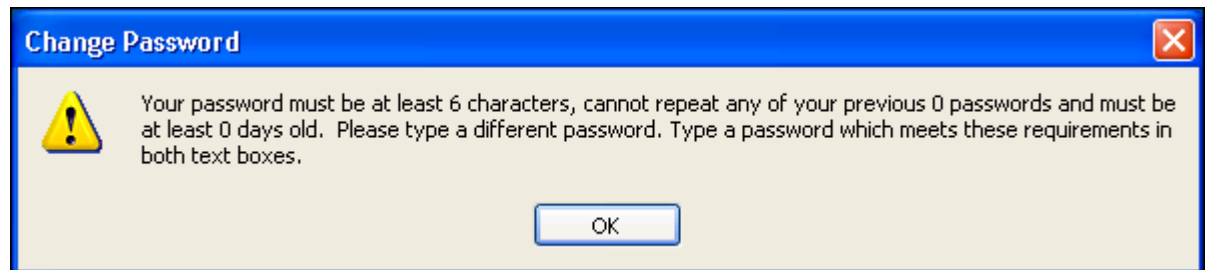 Change Password
Your password must be at least 6 characters, cannot repeat any of your previous 0 passwords and must be
at least 0 days old.  Please type a different password. Type a password which meets these requirements in
both text boxes.
OK